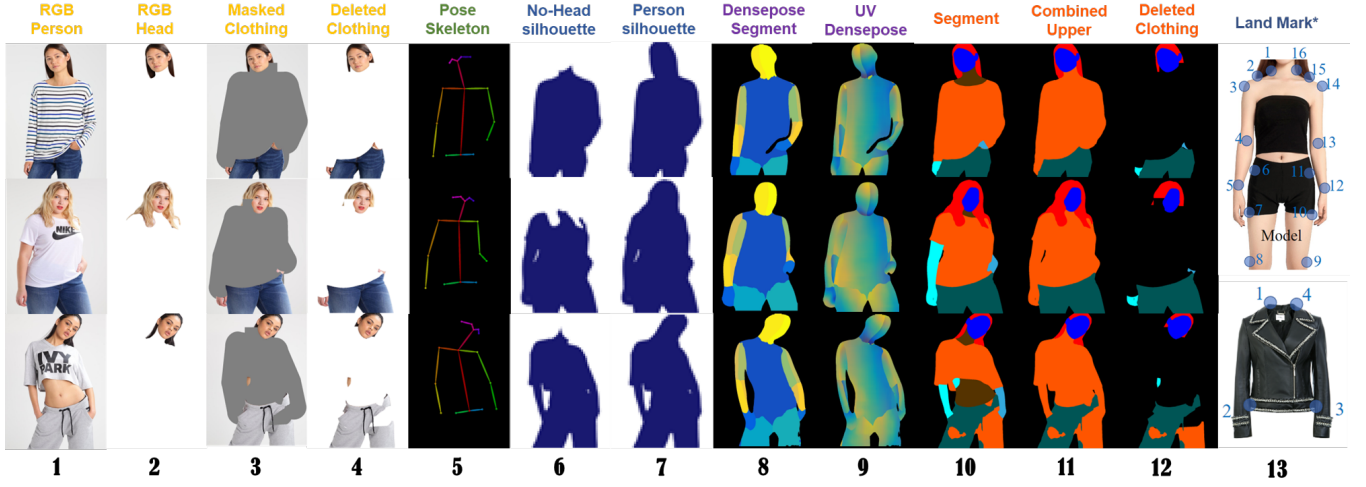 RGB Person
RGB Head
Masked Clothing
Deleted Clothing
Pose Skeleton
No-Head silhouette
Person silhouette
Densepose Segment
UV Densepose
Segment
Combined Upper
Deleted Clothing
Land Mark*
1 16
2 15
3 14
4 13
6 11
5 12
7 10
Model
8 9
NIKE
1 4
IVY
PARK
2 3
1 2 3 4 5 6 7 8 9 10 11 12 13